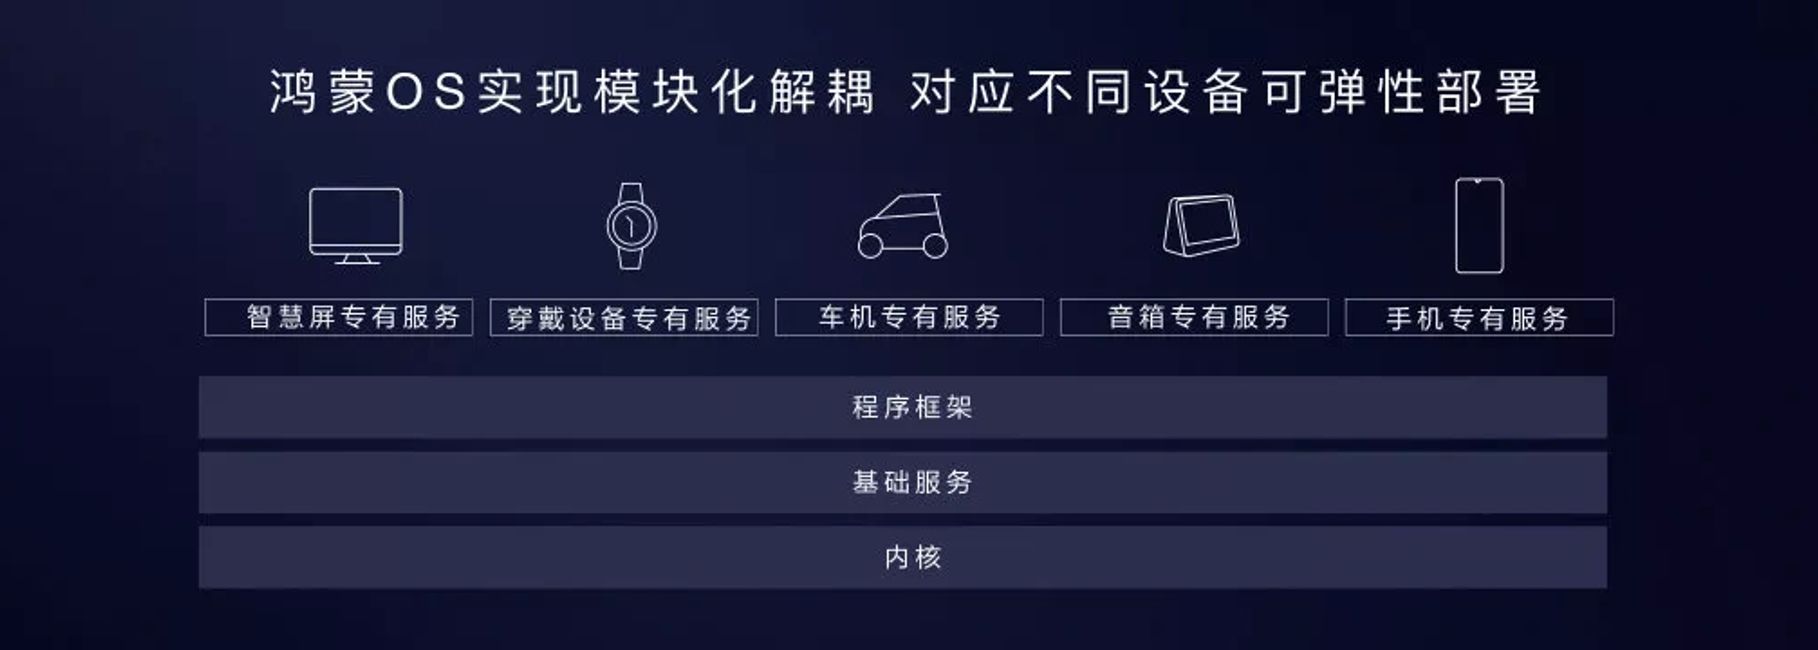 鸿蒙OS实现模块化解耦 对应不同设备可弹性部署
智慧屏专有服务
穿戴设备专有服务
车机专有服务
音箱专有服务
手机专有服务
程序框架
基础服务
内核